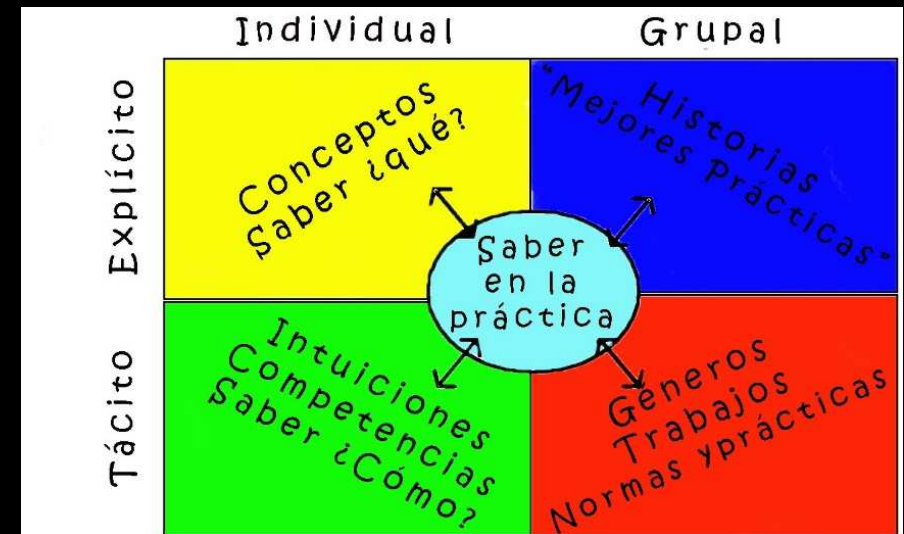 Individual
Grupal
Explícito
Conceptos
Saber ¿qué?
Historias
"Mejores Prácticas"
Saber
en la
práctica
Tácito
Intuiciones
Competencias
Saber ¿Cómo?
Géneros
Trabajos
Normas yprácticas